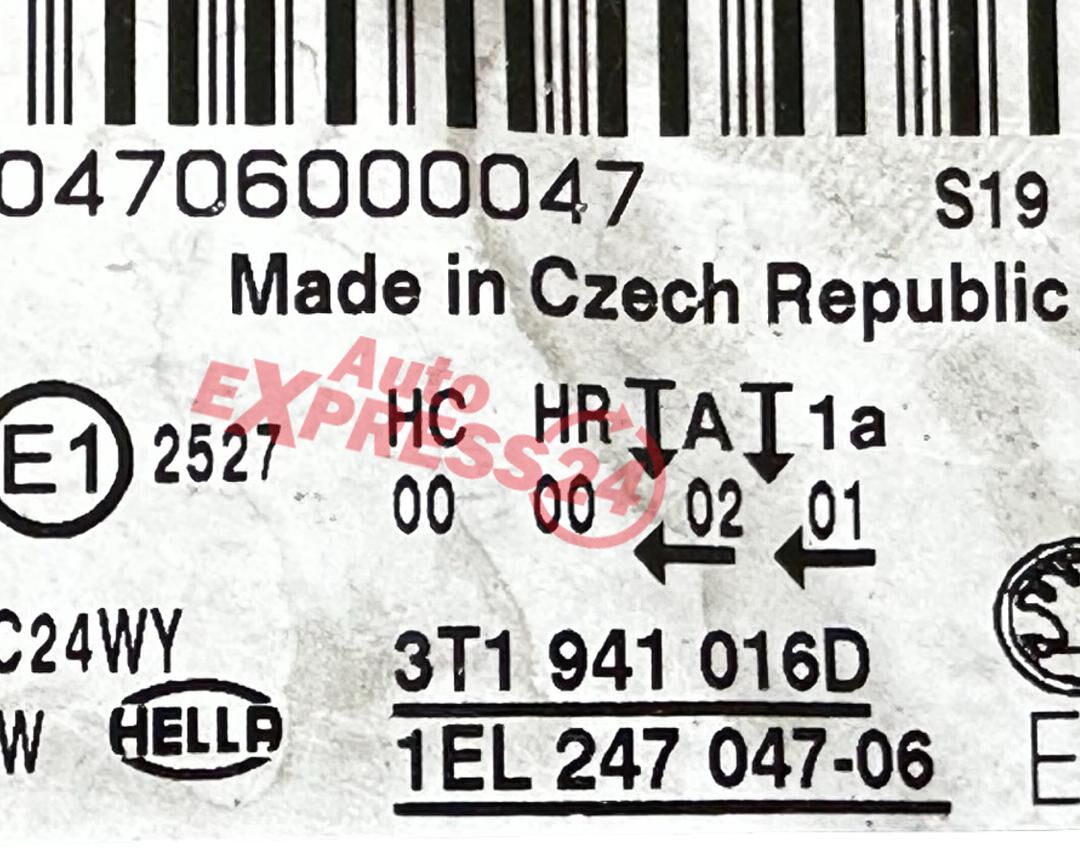 04706000047 S19
Made in Czech Republic
Auto
EXPRESS24
E1 2527 HC HR A 1a
00 00 02 01
C24WY
3T1 941 016D
W HELLA
1EL 247 047-06
E